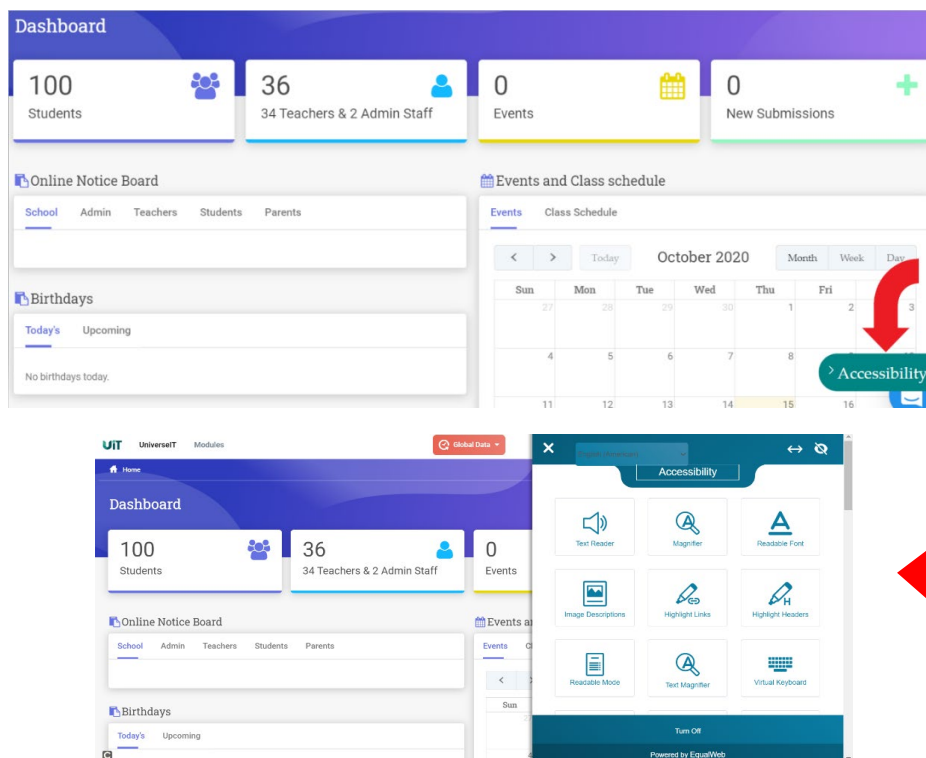 Dashboard
100
Students
36
34 Teachers & 2 Admin Staff
0
Events
0
New Submissions
Online Notice Board
School Admin Teachers Students Parents
Birthdays
Today's Upcoming
No birthdays today.
Events and Class schedule
Events Class Schedule
< > Today October 2020 Month Week Day
Sun Mon Tue Wed Thu Fri
27 28 29 30 1 2 3
4 5 6 7 8
> Accessibility
11 12 13 14 15 16
UiT UniverseIT Modules Global Data
Home
Dashboard
100
Students
36
34 Teachers & 2 Admin Staff
0
Events
Online Notice Board
School Admin Teachers Students Parents
Birthdays
Today's Upcoming
Events
Events
<
Sun
Accessibility
Text Reader Magnifier Readable Font
Image Descriptions Highlight Links Highlight Headers
Readable Mode Text Magnifier Virtual Keyboard
Turn Off
Powered by EqualWeb